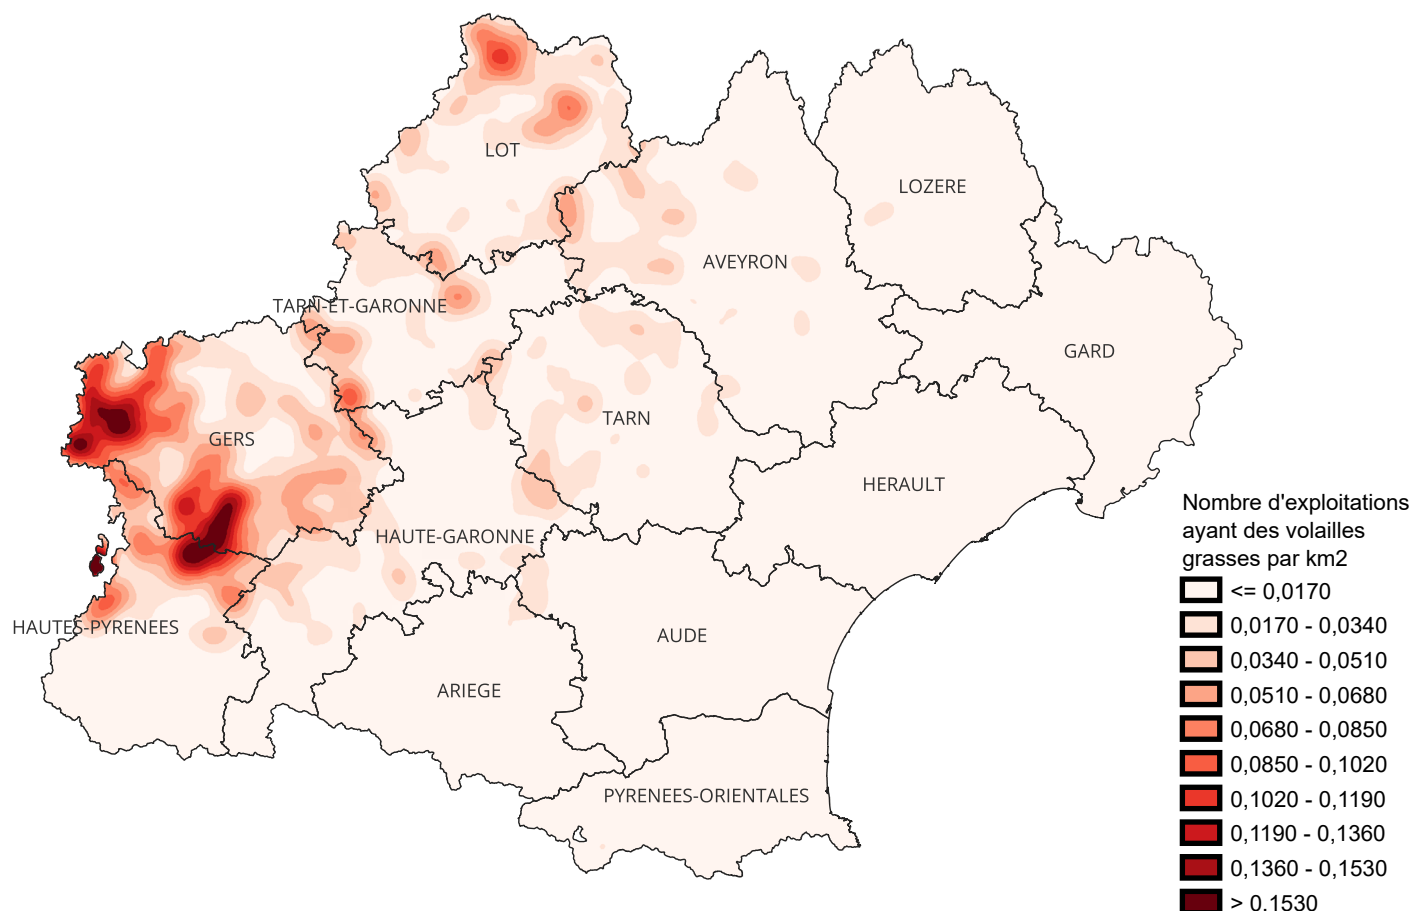 LOT
LOZERE
AVEYRON
TARN-ET-GARONNE
GARD
TARN
GERS
HERAULT
HAUTE-GARONNE
HAUTES-PYRENEES
AUDE
ARIEGE
PYRENEES-ORIENTALES
Nombre d'exploitations
ayant des volailles
grasses par km2
<= 0,0170
0,0170 - 0,0340
0,0340 - 0,0510
0,0510 - 0,0680
0,0680 - 0,0850
0,0850 - 0,1020
0,1020 - 0,1190
0,1190 - 0,1360
0,1360 - 0,1530
> 0,1530